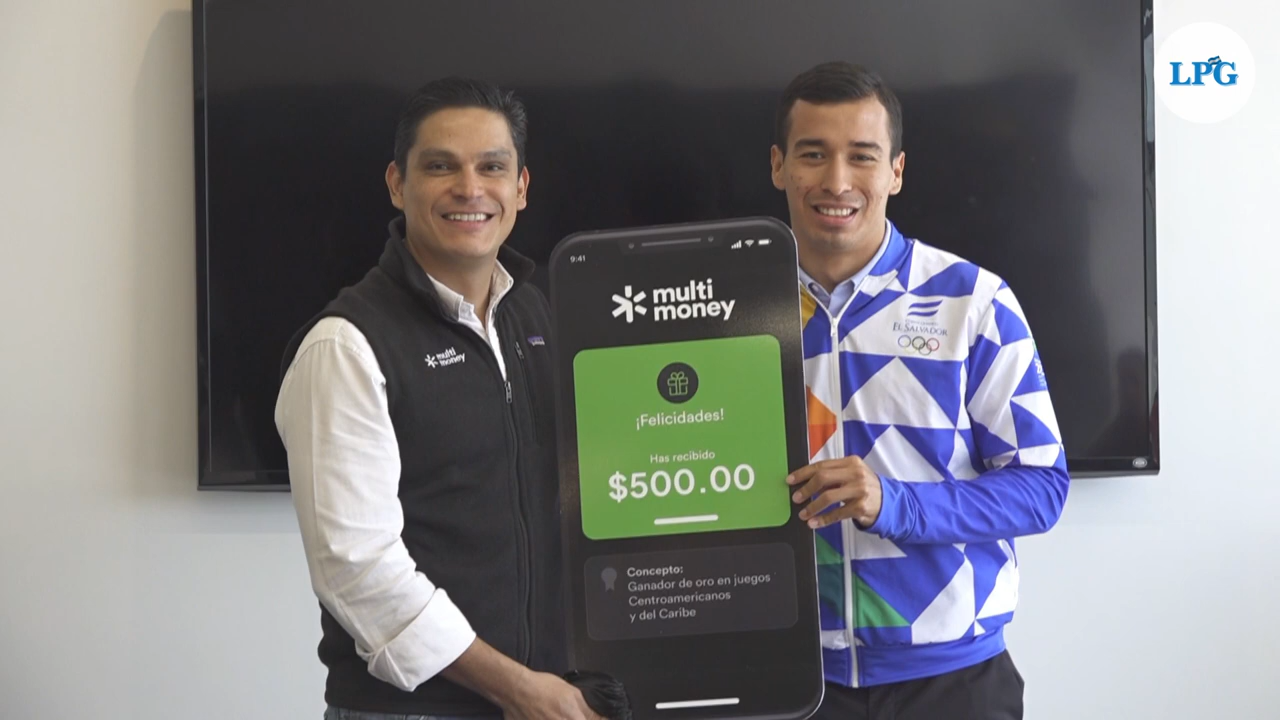 LPG
9:41
multi
money
¡Felicidades!
Has recibido
$500.00
Concepto:
Ganador de oro en juegos
Centroamericanos
y del Caribe
multi
money
EL SALVADOR